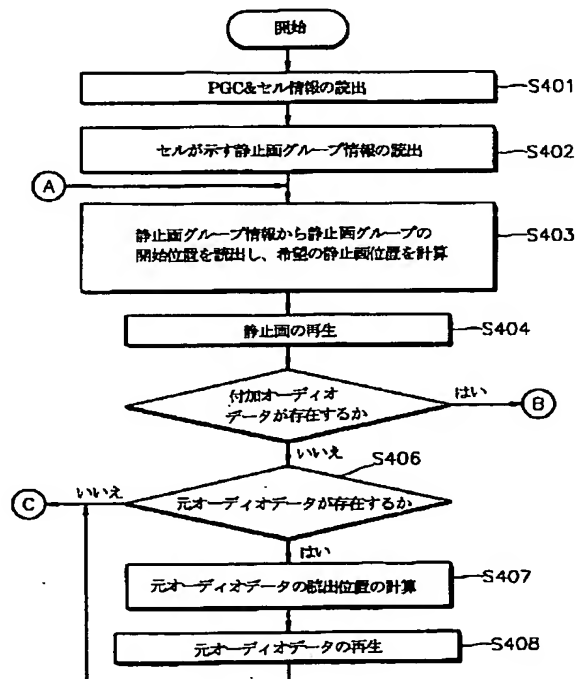 開始
PGC&セル情報の読出
S401
セルが示す静止画グループ情報の読出
S402
A
静止画グループ情報から静止画グループの
開始位置を読出し、希望の静止画位置を計算
S403
静止画の再生
S404
付加オーディオ
データが存在するか
はい
B
いいえ
S406
元オーディオデータが存在するか
いいえ
C
はい
元オーディオデータの読出位置の計算
S407
元オーディオデータの再生
S408